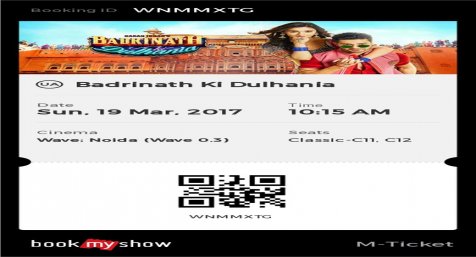 Booking ID WNMMXTG
BADRINATH
Dulhania
UA Badrinath Ki Dulhania
Date Time
Sun, 19 Mar, 2017 10:15 AM
Cinema Seats
Wave: Noida (Wave 0.3) Classic-C11, C12
WNMMXTG
book my show M-Ticket